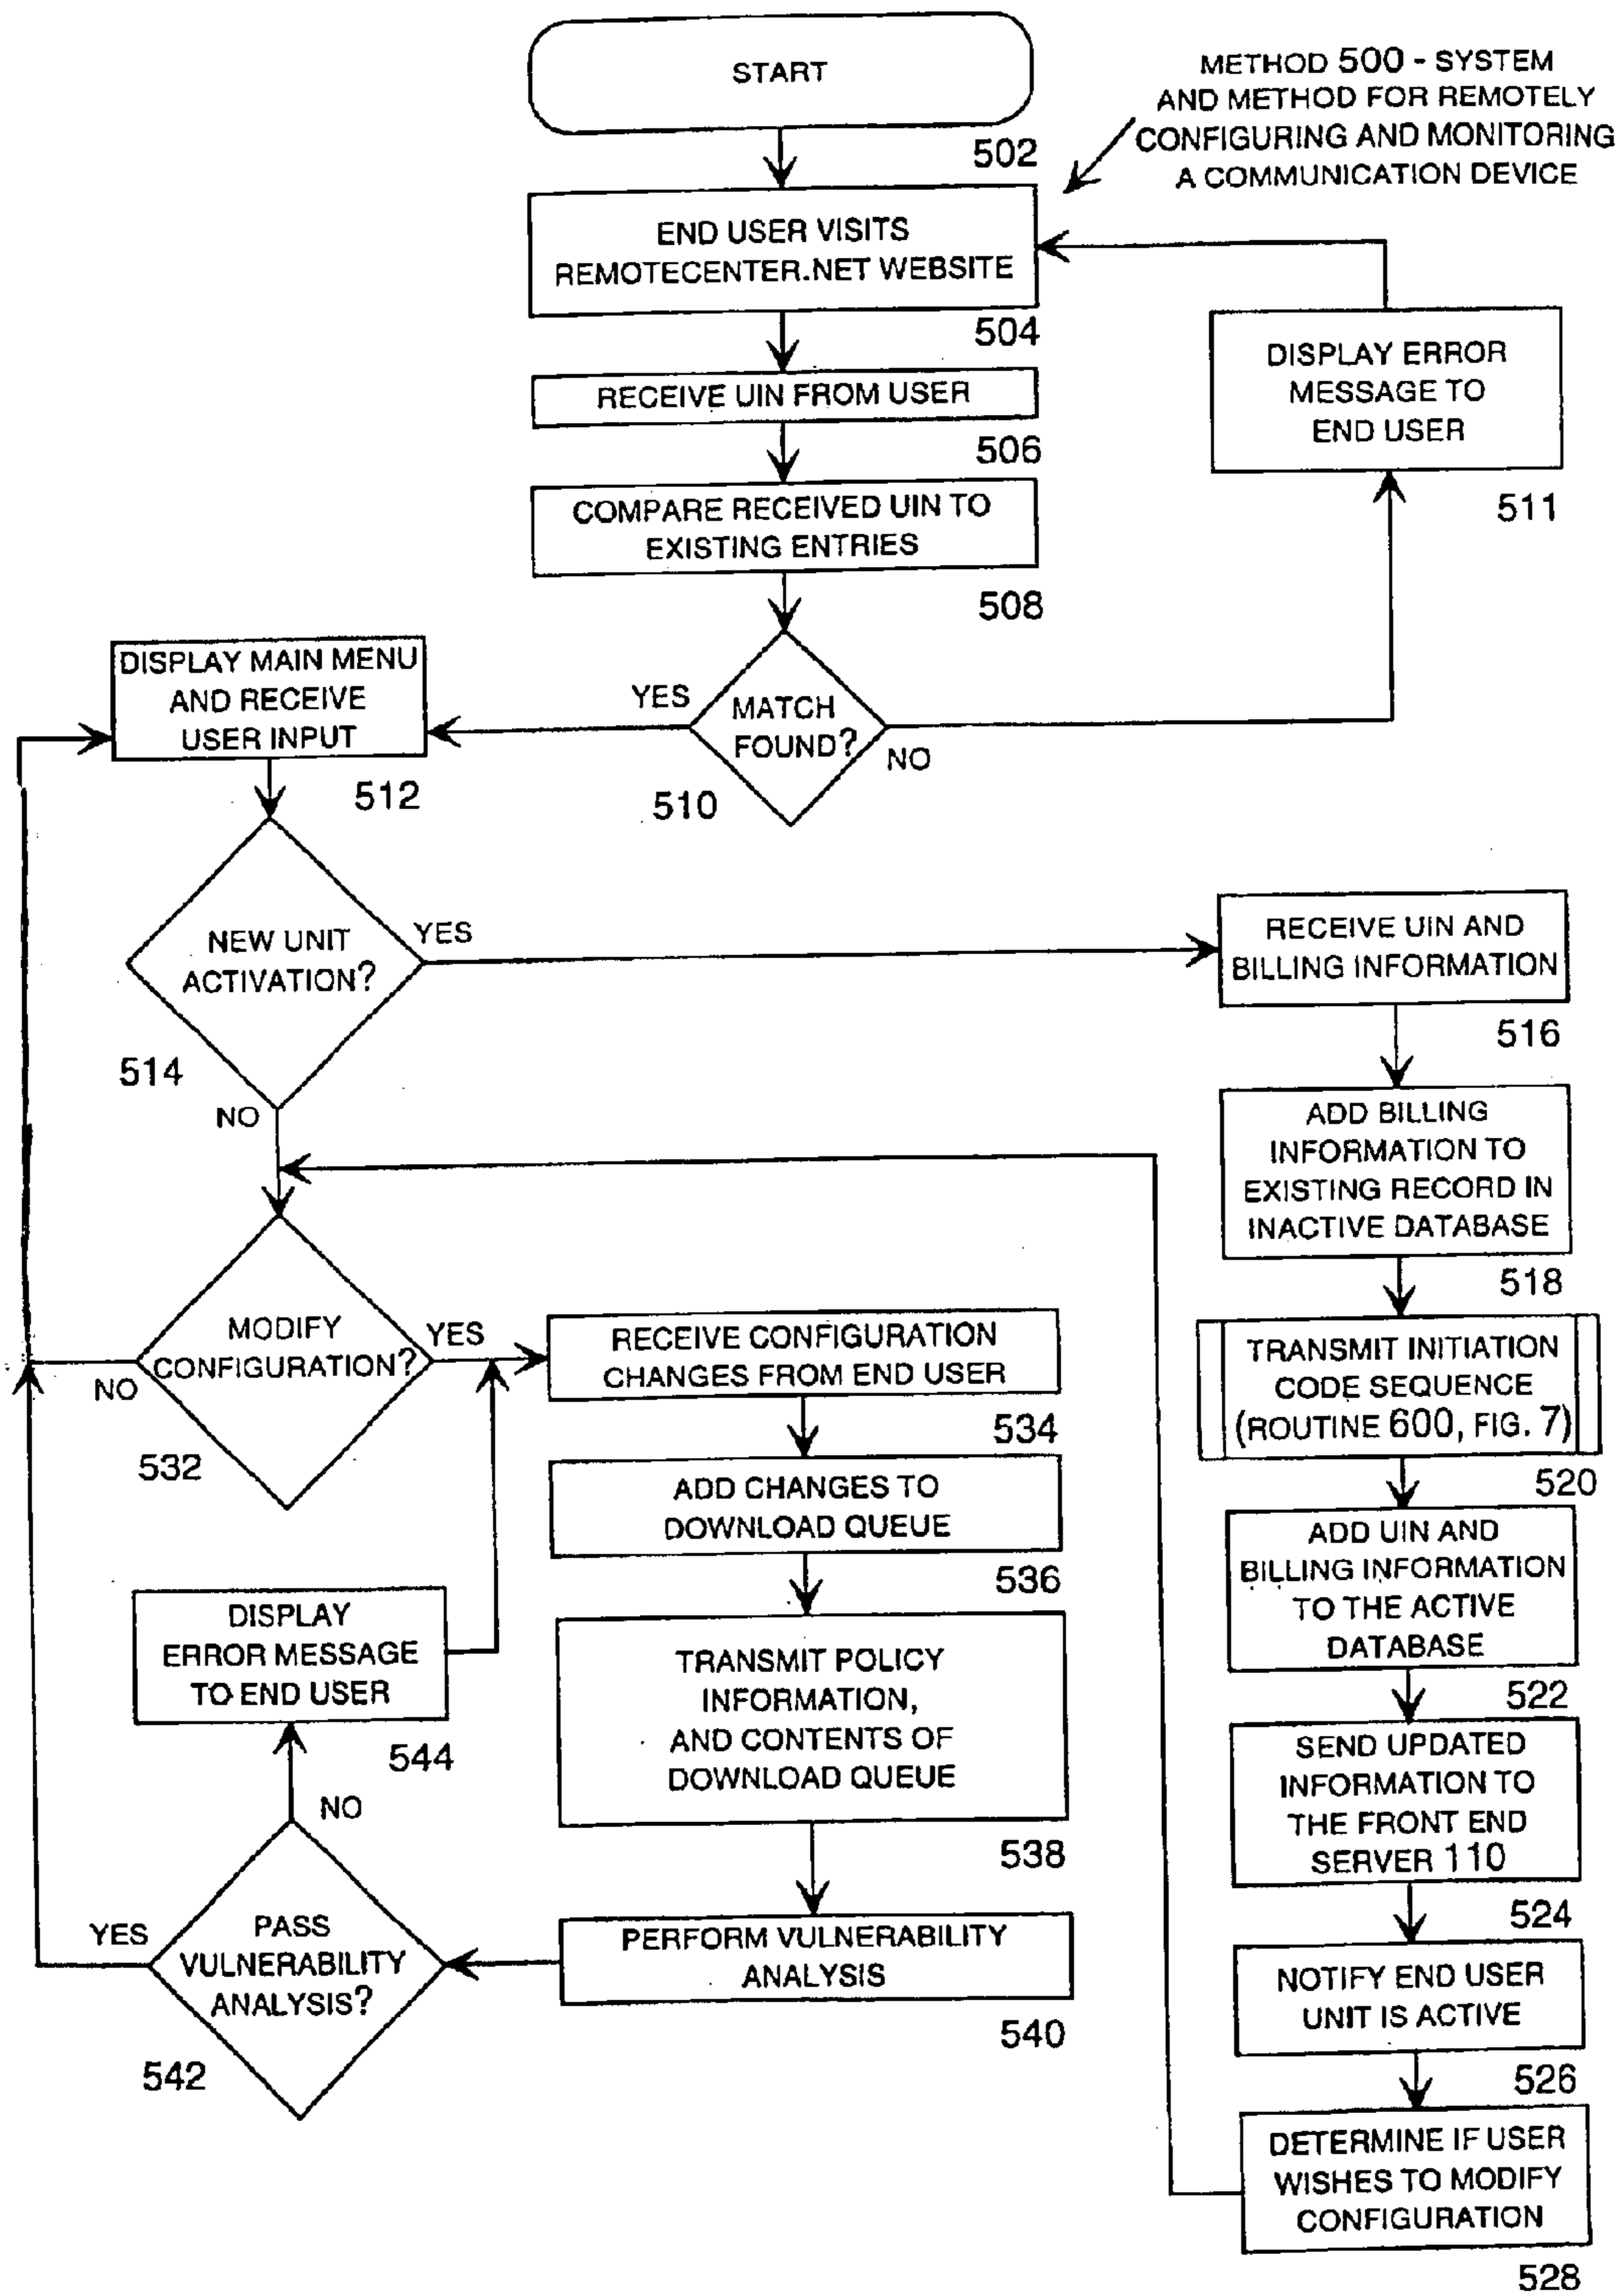 START
METHOD 500 - SYSTEM
AND METHOD FOR REMOTELY
CONFIGURING AND MONITORING
A COMMUNICATION DEVICE
502
END USER VISITS
REMOTECENTER.NET WEBSITE
504
RECEIVE UIN FROM USER
506
COMPARE RECEIVED UIN TO
EXISTING ENTRIES
508
DISPLAY ERROR
MESSAGE TO
END USER
511
MATCH
FOUND?
YES
NO
510
DISPLAY MAIN MENU
AND RECEIVE
USER INPUT
512
NEW UNIT
ACTIVATION?
YES
514
NO
RECEIVE UIN AND
BILLING INFORMATION
516
ADD BILLING
INFORMATION TO
EXISTING RECORD IN
INACTIVE DATABASE
518
TRANSMIT INITIATION
CODE SEQUENCE
(ROUTINE 600, FIG. 7)
520
ADD UIN AND
BILLING INFORMATION
TO THE ACTIVE
DATABASE
522
SEND UPDATED
INFORMATION TO
THE FRONT END
SERVER 110
524
NOTIFY END USER
UNIT IS ACTIVE
526
DETERMINE IF USER
WISHES TO MODIFY
CONFIGURATION
528
MODIFY
CONFIGURATION?
YES
NO
532
RECEIVE CONFIGURATION
CHANGES FROM END USER
534
ADD CHANGES TO
DOWNLOAD QUEUE
536
TRANSMIT POLICY
INFORMATION,
AND CONTENTS OF
DOWNLOAD QUEUE
538
PERFORM VULNERABILITY
ANALYSIS
540
PASS
VULNERABILITY
ANALYSIS?
YES
NO
542
DISPLAY
ERROR MESSAGE
TO END USER
544